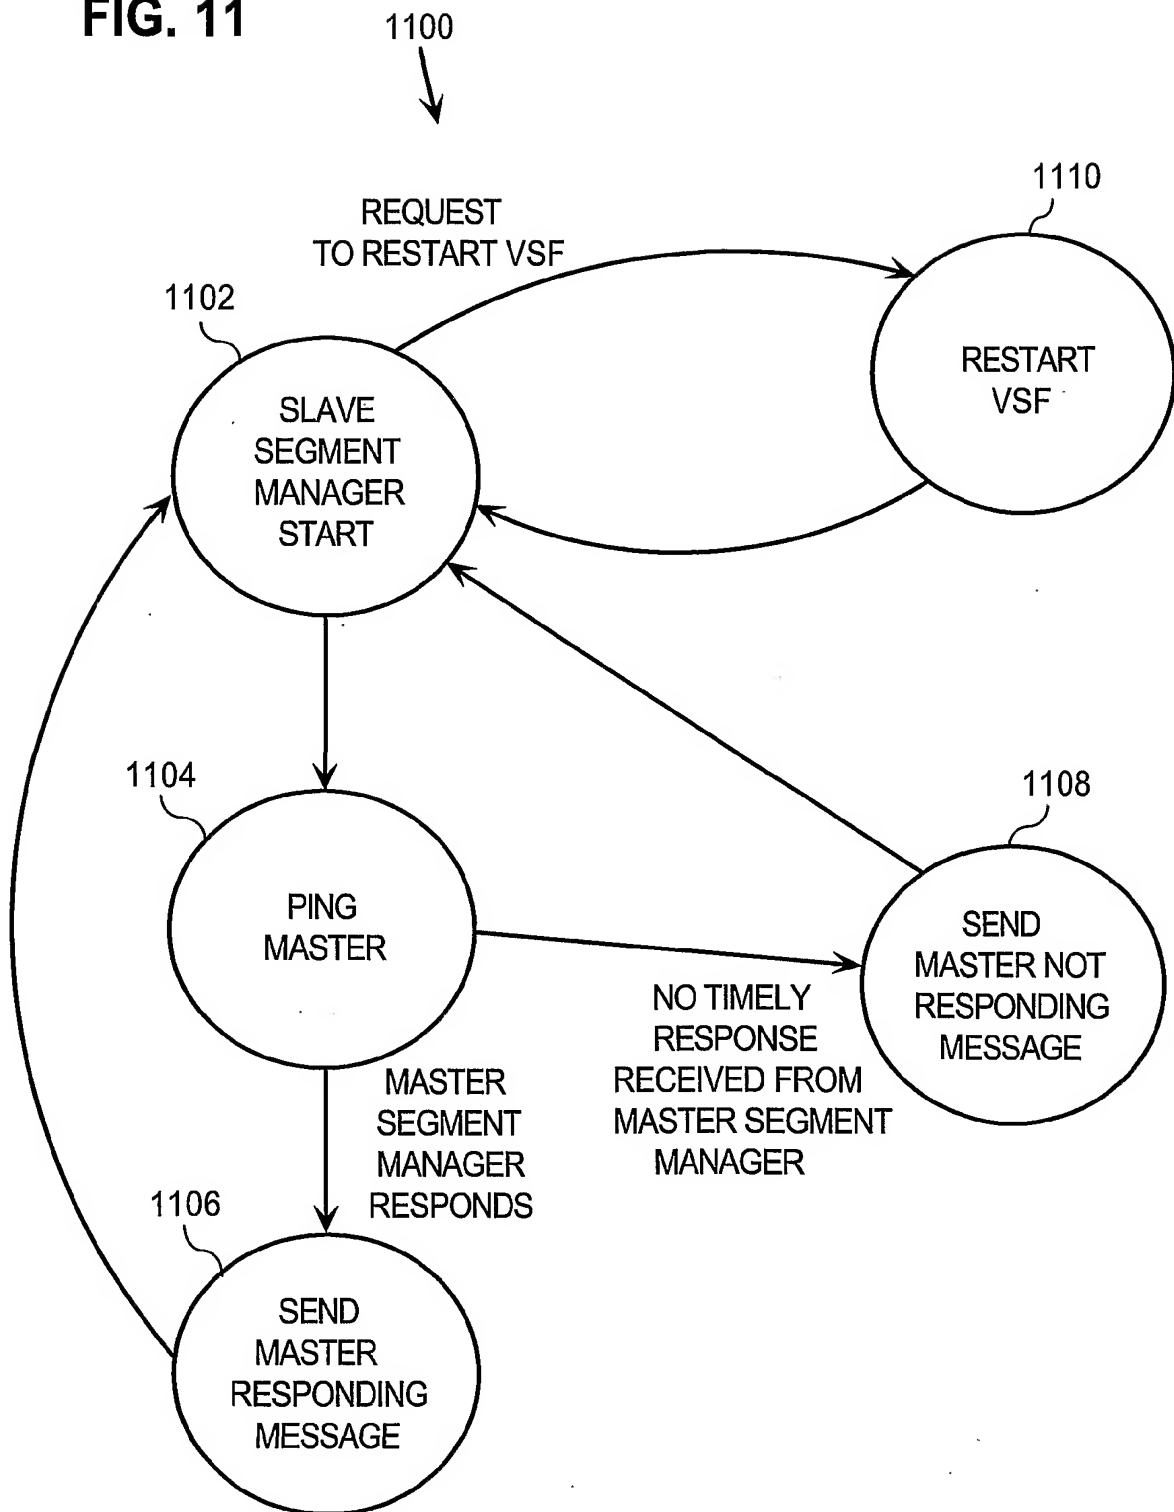 FIG. 11
1100
1110
REQUEST
TO RESTART VSF
1102
RESTART
VSF
SLAVE
SEGMENT
MANAGER
START
1104
1108
PING
MASTER
SEND
MASTER NOT
RESPONDING
MESSAGE
NO TIMELY
RESPONSE
RECEIVED FROM
MASTER SEGMENT
MANAGER
MASTER
SEGMENT
MANAGER
RESPONDS
1106
SEND
MASTER
RESPONDING
MESSAGE